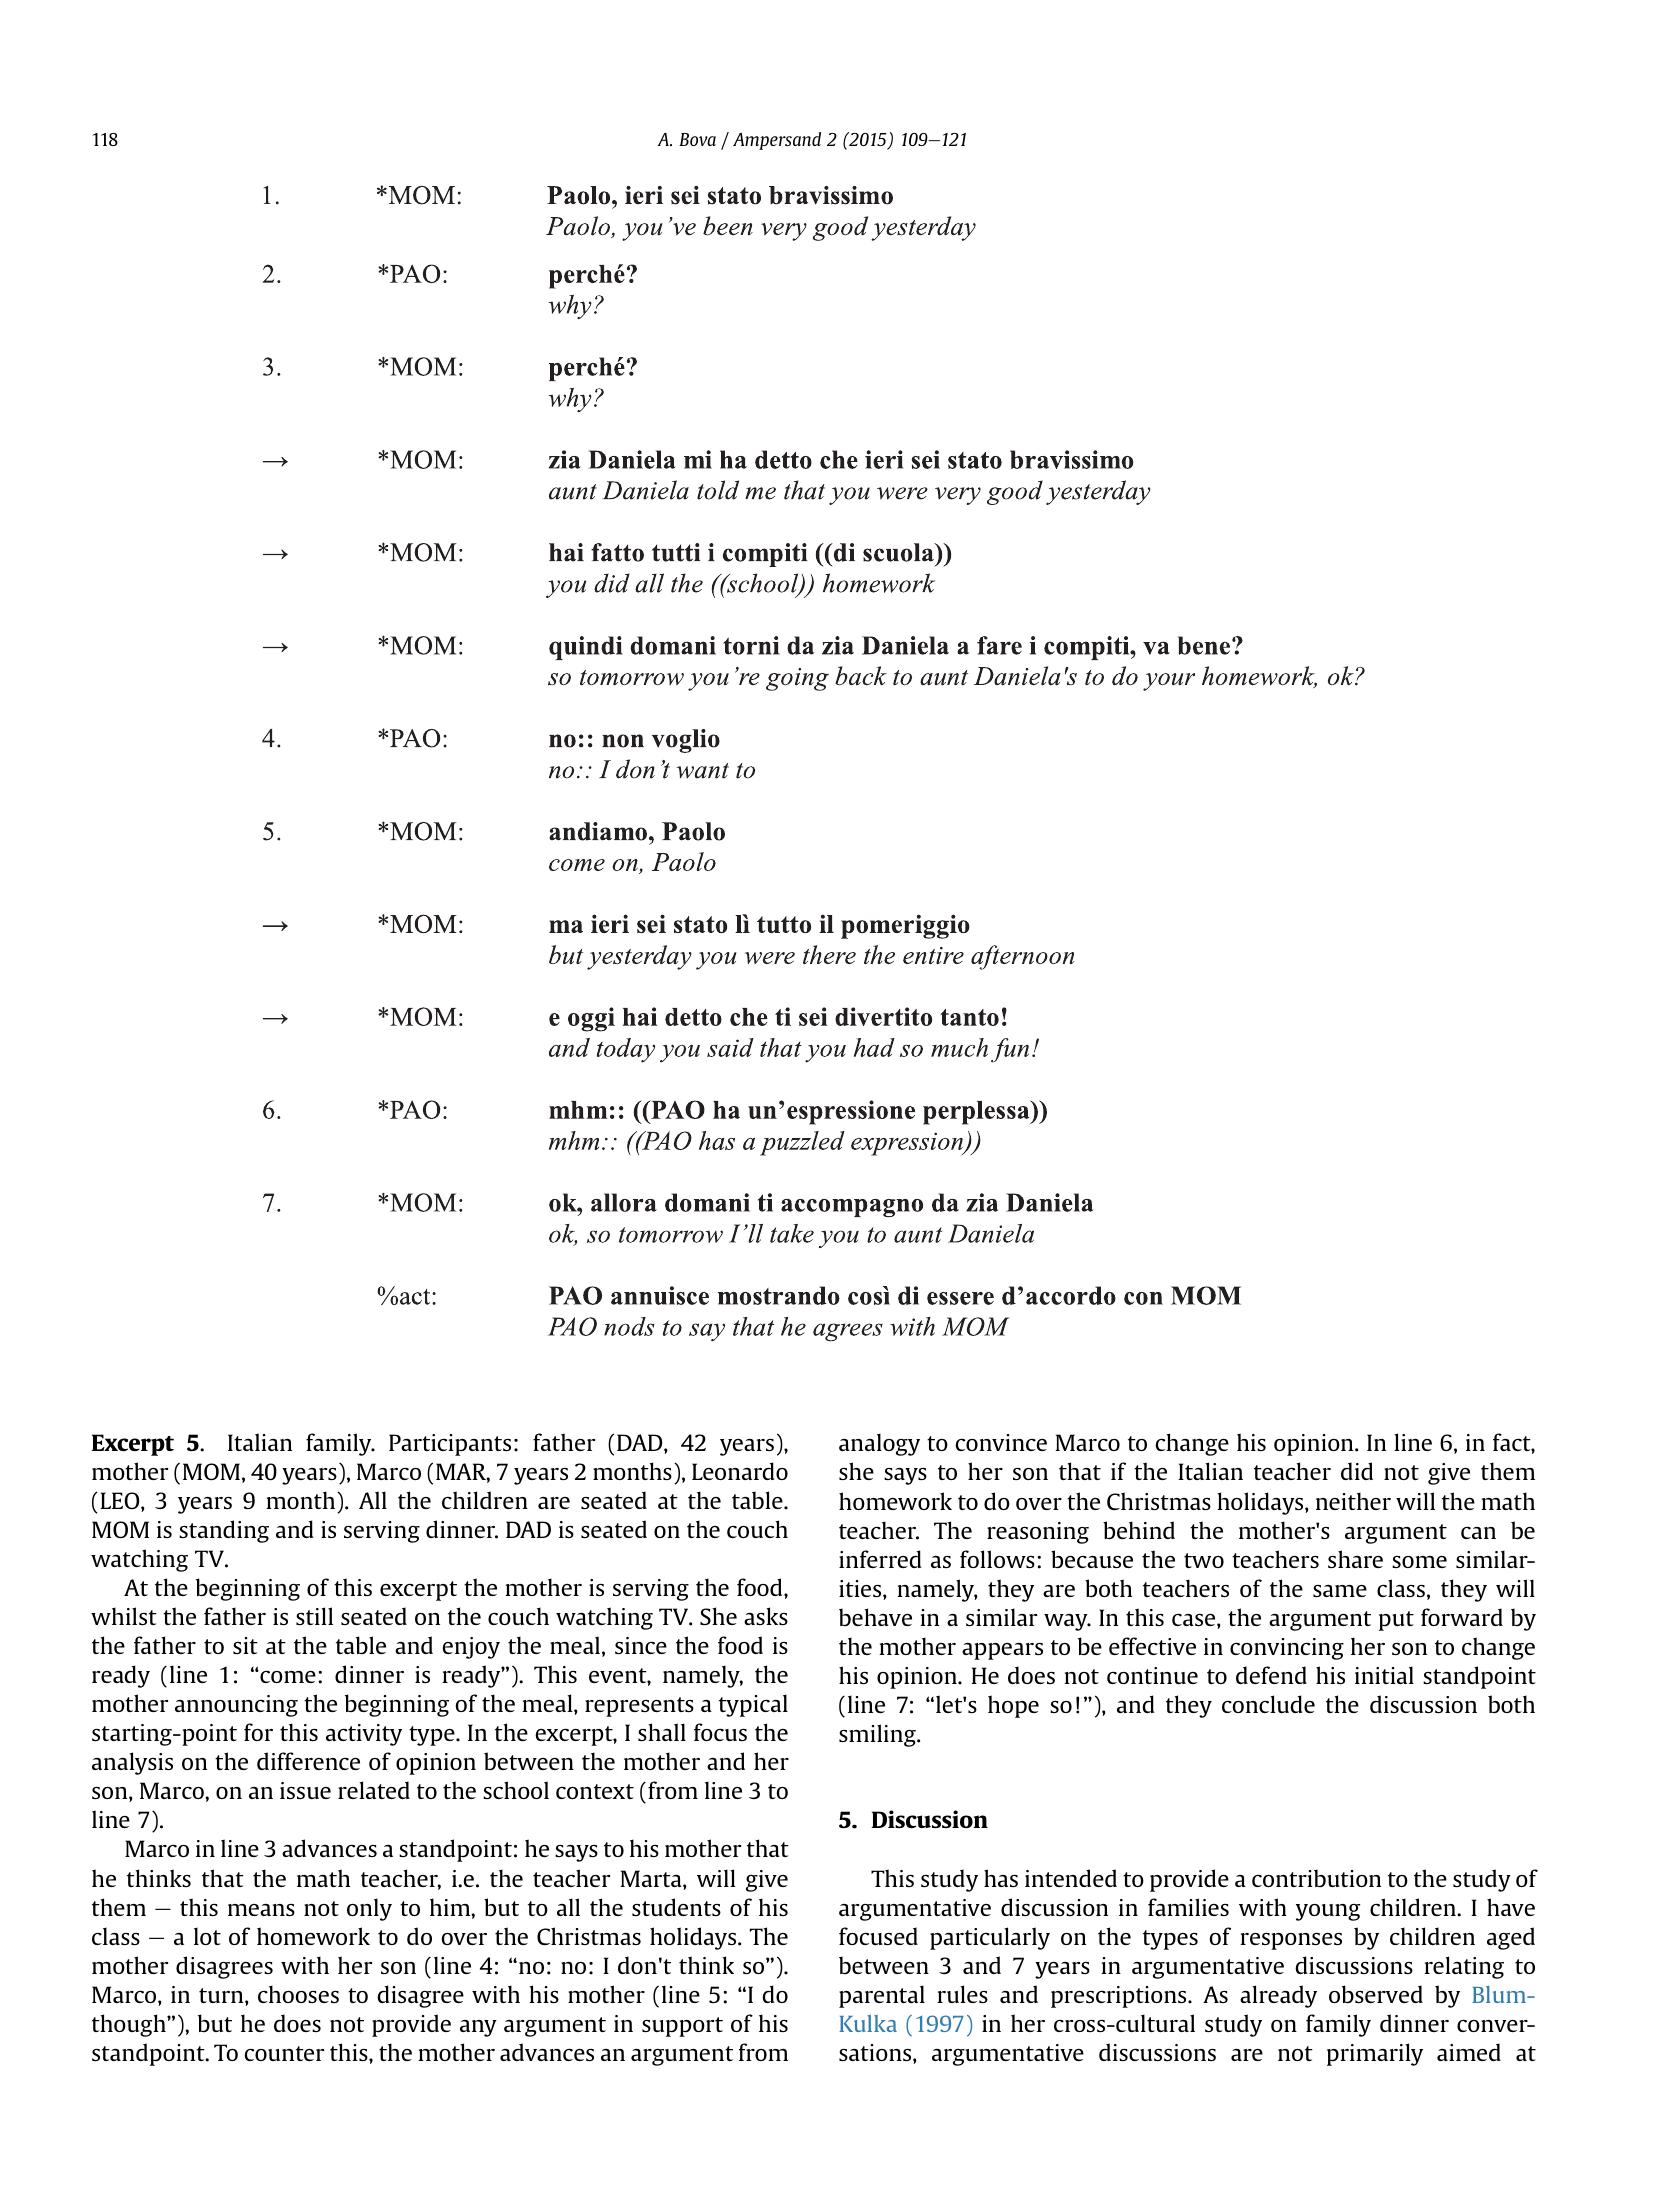 118
A. Bova / Ampersand 2 (2015) 109–121
1. *MOM: Paolo, ieri sei stato bravissimo
Paolo, you’ve been very good yesterday
2. *PAO: perché?
why?
3. *MOM: perché?
why?
→ *MOM: zia Daniela mi ha detto che ieri sei stato bravissimo
aunt Daniela told me that you were very good yesterday
→ *MOM: hai fatto tutti i compiti ((di scuola))
you did all the ((school)) homework
→ *MOM: quindi domani torni da zia Daniela a fare i compiti, va bene?
so tomorrow you’re going back to aunt Daniela's to do your homework, ok?
4. *PAO: no:: non voglio
no:: I don’t want to
5. *MOM: andiamo, Paolo
come on, Paolo
→ *MOM: ma ieri sei stato lì tutto il pomeriggio
but yesterday you were there the entire afternoon
→ *MOM: e oggi hai detto che ti sei divertito tanto!
and today you said that you had so much fun!
6. *PAO: mhm:: ((PAO ha un’espressione perplessa))
mhm:: ((PAO has a puzzled expression))
7. *MOM: ok, allora domani ti accompagno da zia Daniela
ok, so tomorrow I’ll take you to aunt Daniela
%act: PAO annuisce mostrando così di essere d’accordo con MOM
PAO nods to say that he agrees with MOM
Excerpt 5. Italian family. Participants: father (DAD, 42 years),
mother (MOM, 40 years), Marco (MAR, 7 years 2 months), Leonardo
(LEO, 3 years 9 month). All the children are seated at the table.
MOM is standing and is serving dinner. DAD is seated on the couch
watching TV.
At the beginning of this excerpt the mother is serving the food,
whilst the father is still seated on the couch watching TV. She asks
the father to sit at the table and enjoy the meal, since the food is
ready (line 1: “come: dinner is ready”). This event, namely, the
mother announcing the beginning of the meal, represents a typical
starting-point for this activity type. In the excerpt, I shall focus the
analysis on the difference of opinion between the mother and her
son, Marco, on an issue related to the school context (from line 3 to
line 7).
Marco in line 3 advances a standpoint: he says to his mother that
he thinks that the math teacher, i.e. the teacher Marta, will give
them — this means not only to him, but to all the students of his
class — a lot of homework to do over the Christmas holidays. The
mother disagrees with her son (line 4: “no: no: I don't think so”).
Marco, in turn, chooses to disagree with his mother (line 5: “I do
though”), but he does not provide any argument in support of his
standpoint. To counter this, the mother advances an argument from
analogy to convince Marco to change his opinion. In line 6, in fact,
she says to her son that if the Italian teacher did not give them
homework to do over the Christmas holidays, neither will the math
teacher. The reasoning behind the mother's argument can be
inferred as follows: because the two teachers share some similar-
ities, namely, they are both teachers of the same class, they will
behave in a similar way. In this case, the argument put forward by
the mother appears to be effective in convincing her son to change
his opinion. He does not continue to defend his initial standpoint
(line 7: “let's hope so!”), and they conclude the discussion both
smiling.
5. Discussion
This study has intended to provide a contribution to the study of
argumentative discussion in families with young children. I have
focused particularly on the types of responses by children aged
between 3 and 7 years in argumentative discussions relating to
parental rules and prescriptions. As already observed by Blum-
Kulka (1997) in her cross-cultural study on family dinner conver-
sations, argumentative discussions are not primarily aimed at